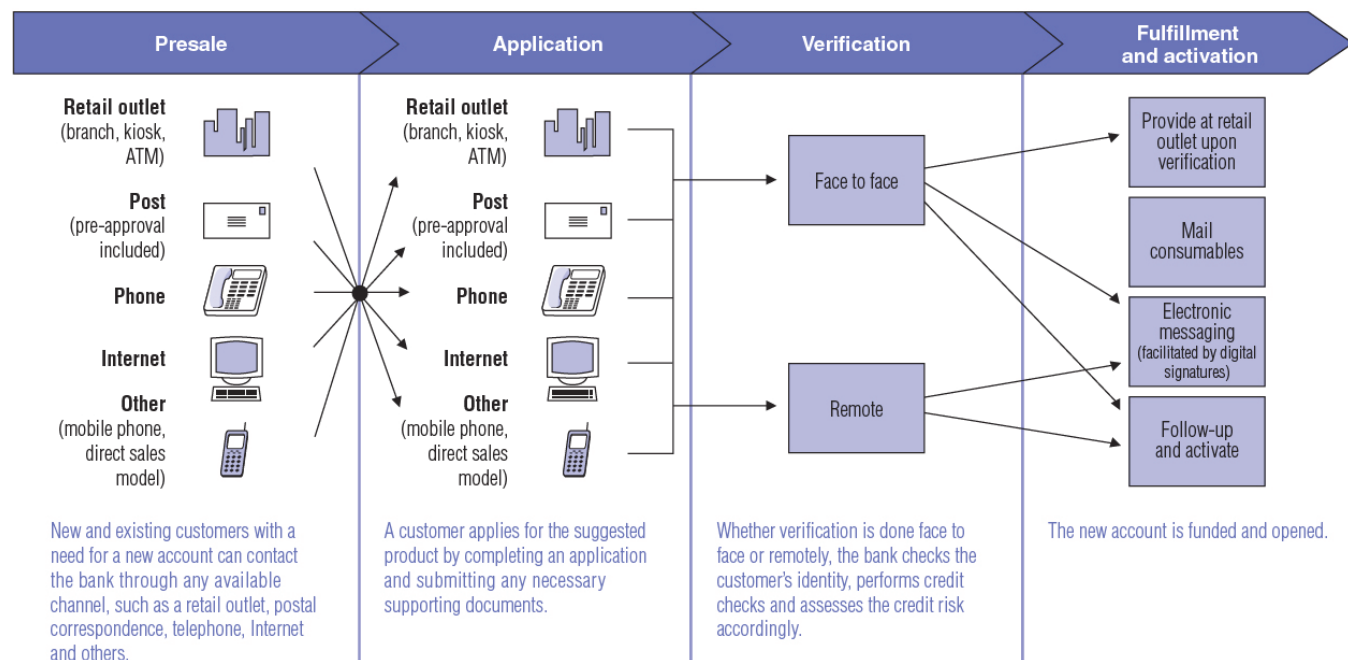 Presale
Application
Verification
Fulfillment
and activation
Retail outlet
(branch, kiosk,
ATM)
Post
(pre-approval
included)
Phone
Internet
Other
(mobile phone,
direct sales
model)
Retail outlet
(branch, kiosk,
ATM)
Post
(pre-approval
included)
Phone
Internet
Other
(mobile phone,
direct sales
model)
Face to face
Remote
Provide at retail
outlet upon
verification
Mail
consumables
Electronic
messaging
(facilitated by digital
signatures)
Follow-up
and activate
New and existing customers with a
need for a new account can contact
the bank through any available
channel, such as a retail outlet, postal
correspondence, telephone, Internet
and others.
A customer applies for the suggested
product by completing an application
and submitting any necessary
supporting documents.
Whether verification is done face to
face or remotely, the bank checks the
customer's identity, performs credit
checks and assesses the credit risk
accordingly.
The new account is funded and opened.